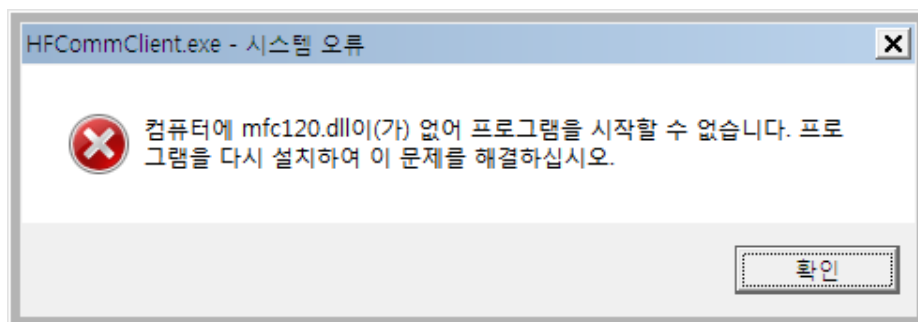 HFCommClient.exe - 시스템 오류
컴퓨터에 mfc120.dll이(가) 없어 프로그램을 시작할 수 없습니다. 프로
그램을 다시 설치하여 이 문제를 해결하십시오.
확인